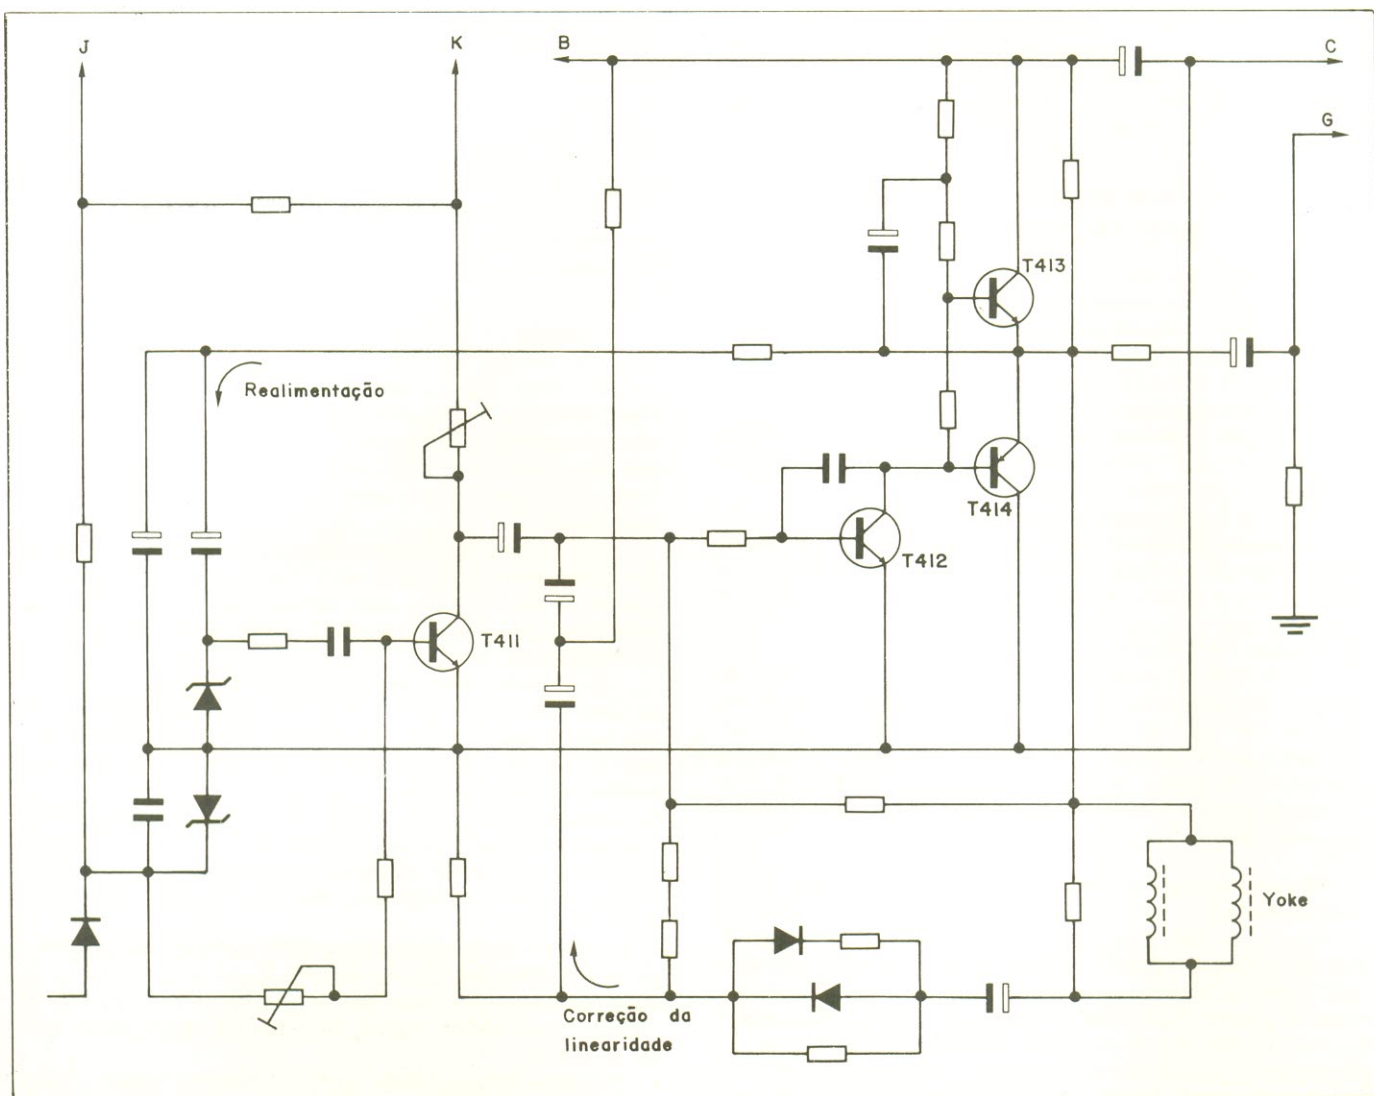 J
K
B
C
G
T413
Realimentação
T414
T412
T411
Yoke
Correção da
linearidade